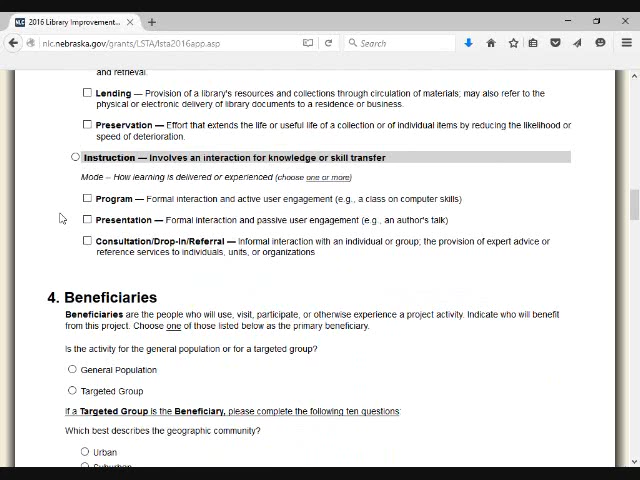 NLC 2016 Library Improvement...
nlc.nebraska.gov/grants/LSTA/lsta2016app.asp
Search
and retrieval.
Lending — Provision of a library's resources and collections through circulation of materials; may also refer to the
physical or electronic delivery of library documents to a residence or business.
Preservation — Effort that extends the life or useful life of a collection or of individual items by reducing the likelihood or
speed of deterioration.
Instruction — Involves an interaction for knowledge or skill transfer
Mode – How learning is delivered or experienced (choose one or more)
Program — Formal interaction and active user engagement (e.g., a class on computer skills)
Presentation — Formal interaction and passive user engagement (e.g., an author's talk)
Consultation/Drop-In/Referral — Informal interaction with an individual or group; the provision of expert advice or
reference services to individuals, units, or organizations
4. Beneficiaries
Beneficiaries are the people who will use, visit, participate, or otherwise experience a project activity. Indicate who will benefit
from this project. Choose one of those listed below as the primary beneficiary.
Is the activity for the general population or for a targeted group?
General Population
Targeted Group
If a Targeted Group is the Beneficiary, please complete the following ten questions:
Which best describes the geographic community?
Urban
Suburban